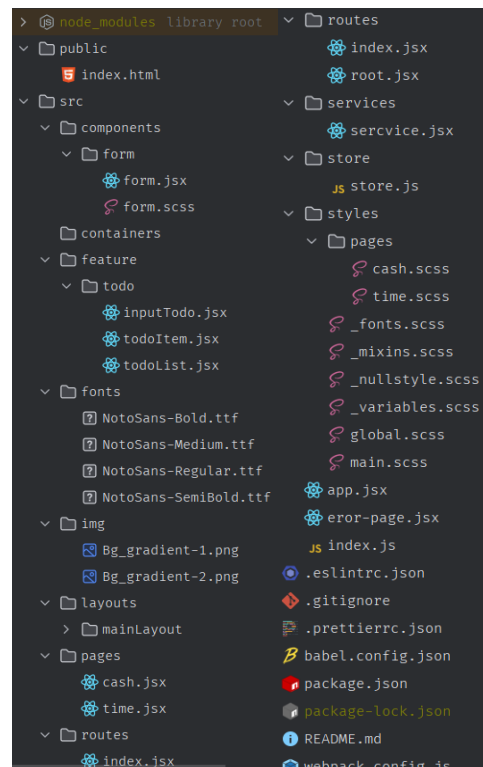 node_modules library root
public
index.html
src
components
form
form.jsx
form.scss
containers
feature
todo
inputTodo.jsx
todoItem.jsx
todoList.jsx
fonts
NotoSans-Bold.ttf
NotoSans-Medium.ttf
NotoSans-Regular.ttf
NotoSans-SemiBold.ttf
img
Bg_gradient-1.png
Bg_gradient-2.png
layouts
mainLayout
pages
cash.jsx
time.jsx
routes
index.jsx
routes
index.jsx
root.jsx
services
sercvice.jsx
store
JS store.js
styles
pages
cash.scss
time.scss
_fonts.scss
_mixins.scss
_nullstyle.scss
_variables.scss
global.scss
main.scss
app.jsx
eror-page.jsx
JS index.js
.eslintrc.json
.gitignore
.prettierrc.json
babel.config.json
package.json
package-lock.json
README.md
webpack.config.js